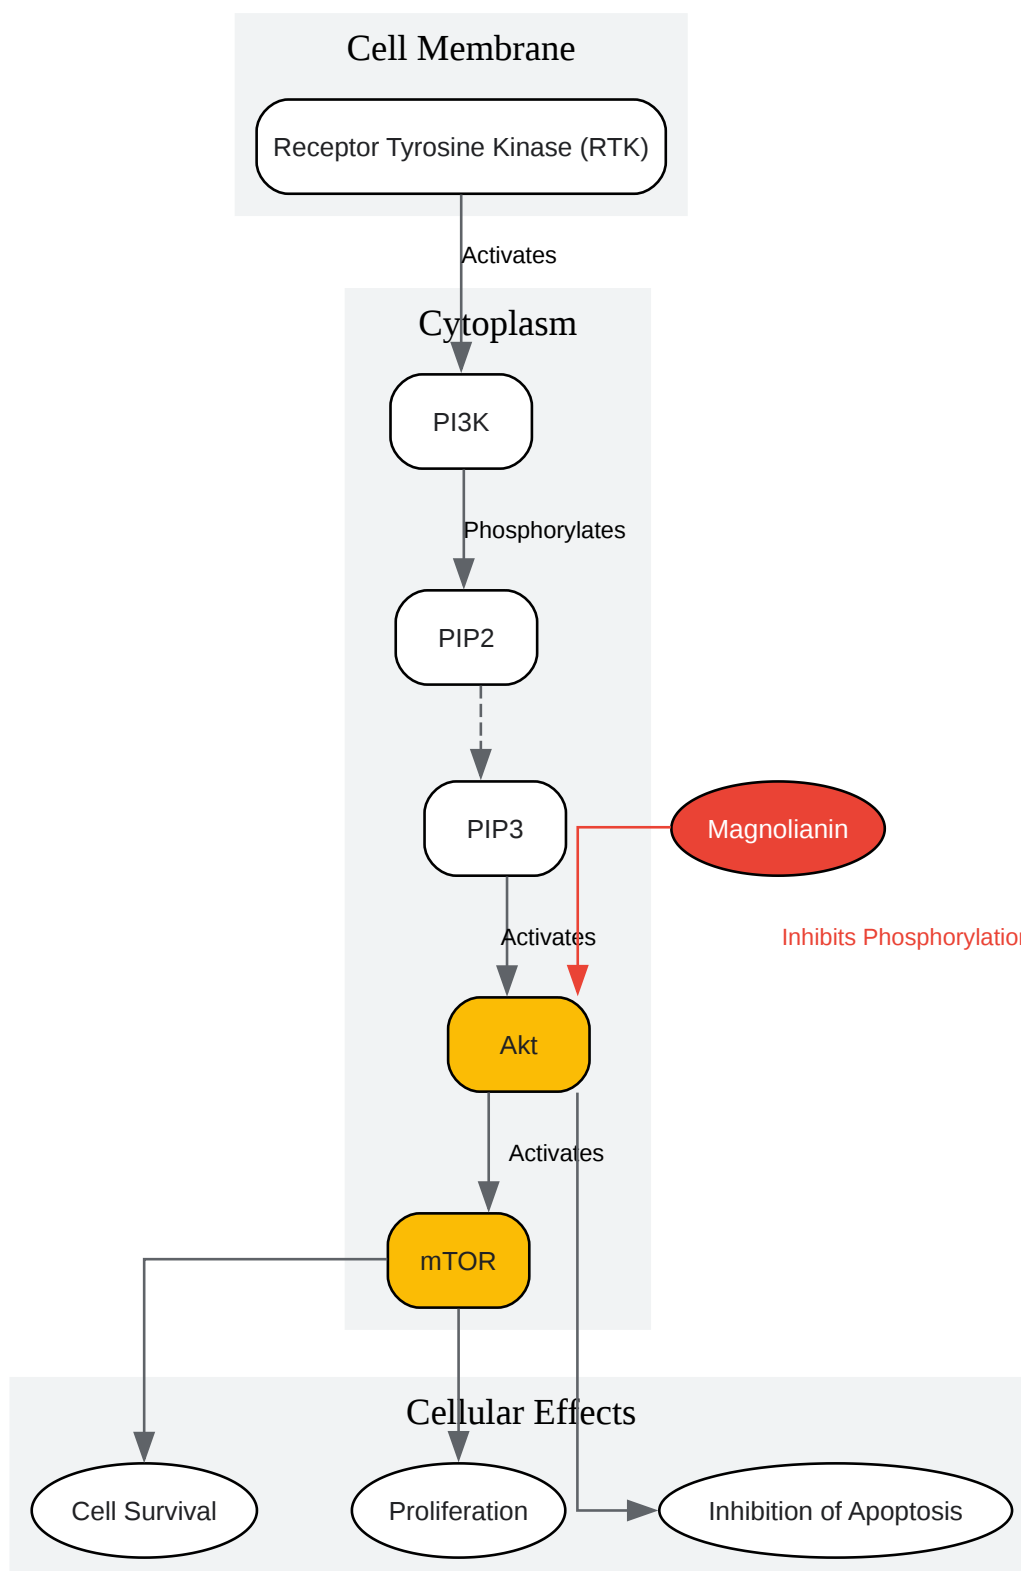 Cell Membrane
Receptor Tyrosine Kinase (RTK)
Activates
Cytoplasm
PI3K
Phosphorylates
PIP2
PIP3
Magnolianin
Activates
Inhibits Phosphorylation
Akt
Activates
mTOR
Cellular Effects
Cell Survival
Proliferation
Inhibition of Apoptosis